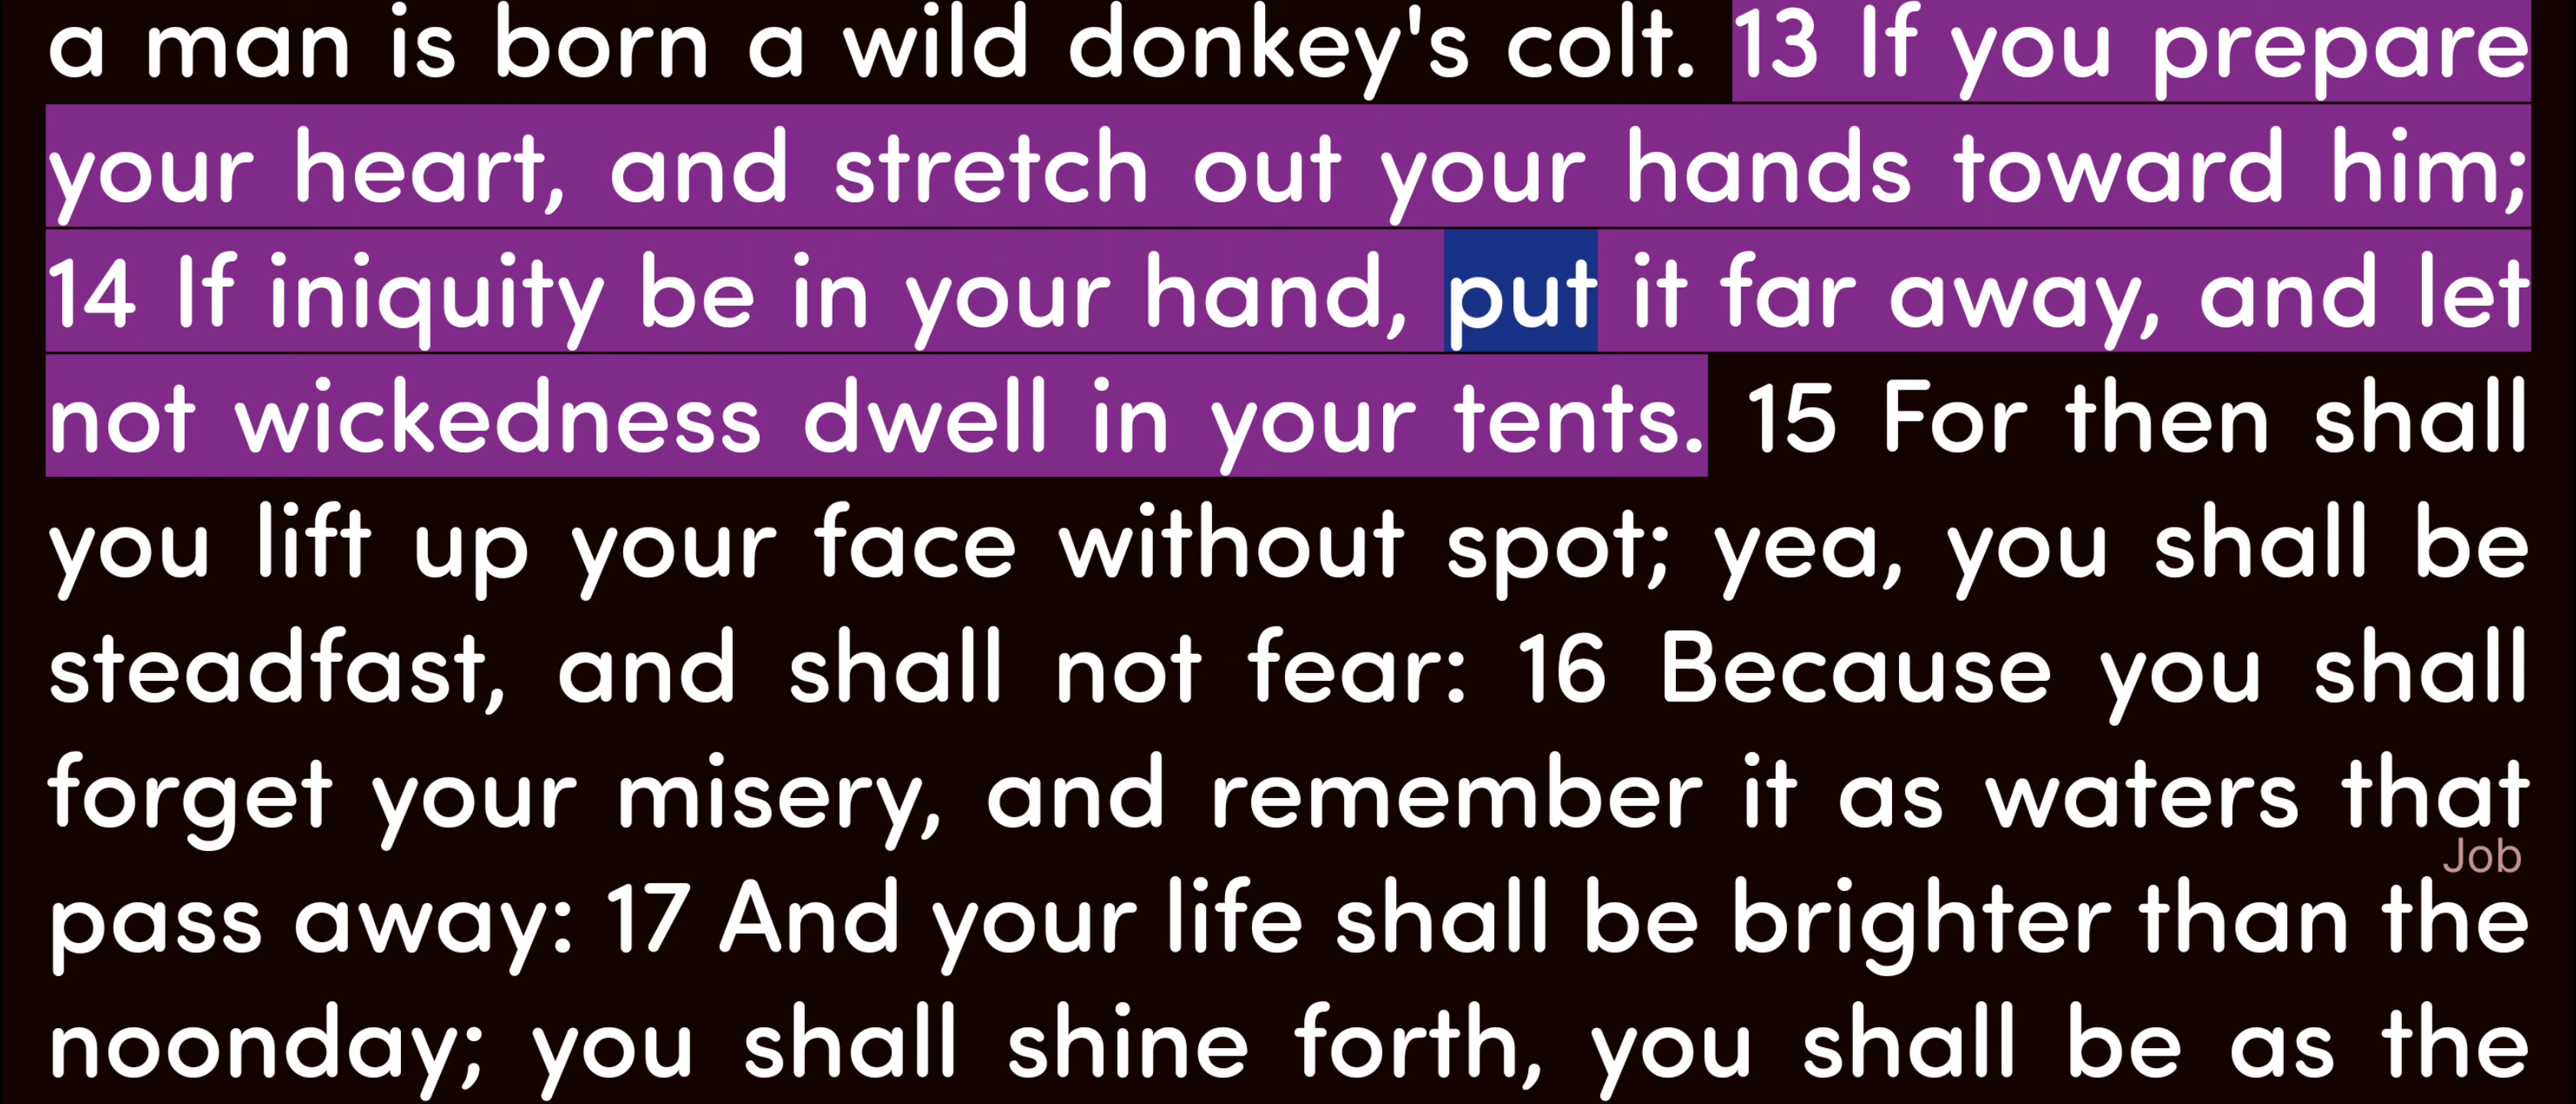 a man is born a wild donkey's colt. 13 If you prepare
your heart, and stretch out your hands toward him;
14 If iniquity be in your hand, put it far away, and let
not wickedness dwell in your tents. 15 For then shall
you lift up your face without spot; yea, you shall be
steadfast, and shall not fear: 16 Because you shall
forget your misery, and remember it as waters that
Job
pass away: 17 And your life shall be brighter than the
noonday; you shall shine forth, you shall be as the